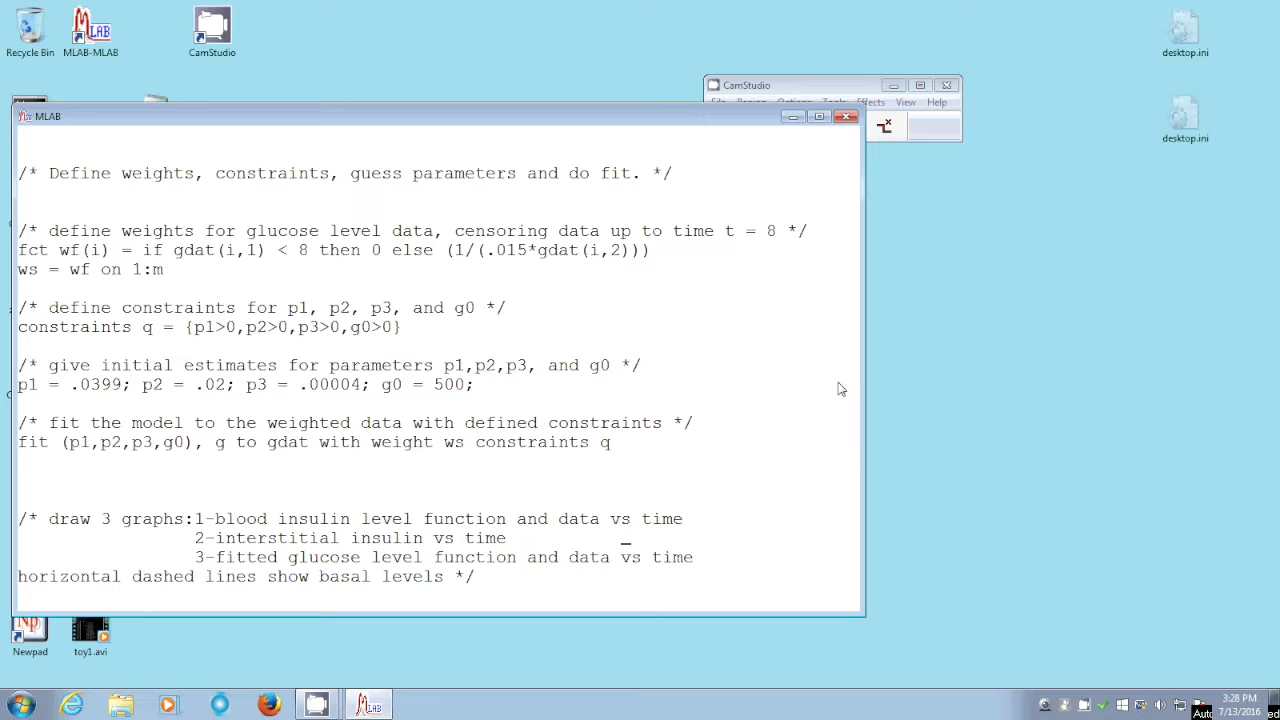 Recycle Bin
MLAB-MLAB
CamStudio
desktop.ini
desktop.ini
CamStudio
Effects View Help
MLAB
/* Define weights, constraints, guess parameters and do fit. */
/* define weights for glucose level data, censoring data up to time t = 8 */
fct wf(i) = if gdat(i,1) < 8 then 0 else (1/(.015*gdat(i,2)))
ws = wf on 1:m
/* define constraints for p1, p2, p3, and g0 */
constraints q = {p1>0,p2>0,p3>0,g0>0}
/* give initial estimates for parameters p1,p2,p3, and g0 */
p1 = .0399; p2 = .02; p3 = .00004; g0 = 500;
/* fit the model to the weighted data with defined constraints */
fit (p1,p2,p3,g0), g to gdat with weight ws constraints q
/* draw 3 graphs:1-blood insulin level function and data vs time
2-interstitial insulin vs time _
3-fitted glucose level function and data vs time
horizontal dashed lines show basal levels */
Np
Newpad
toy1.avi
3:28 PM
7/13/2016